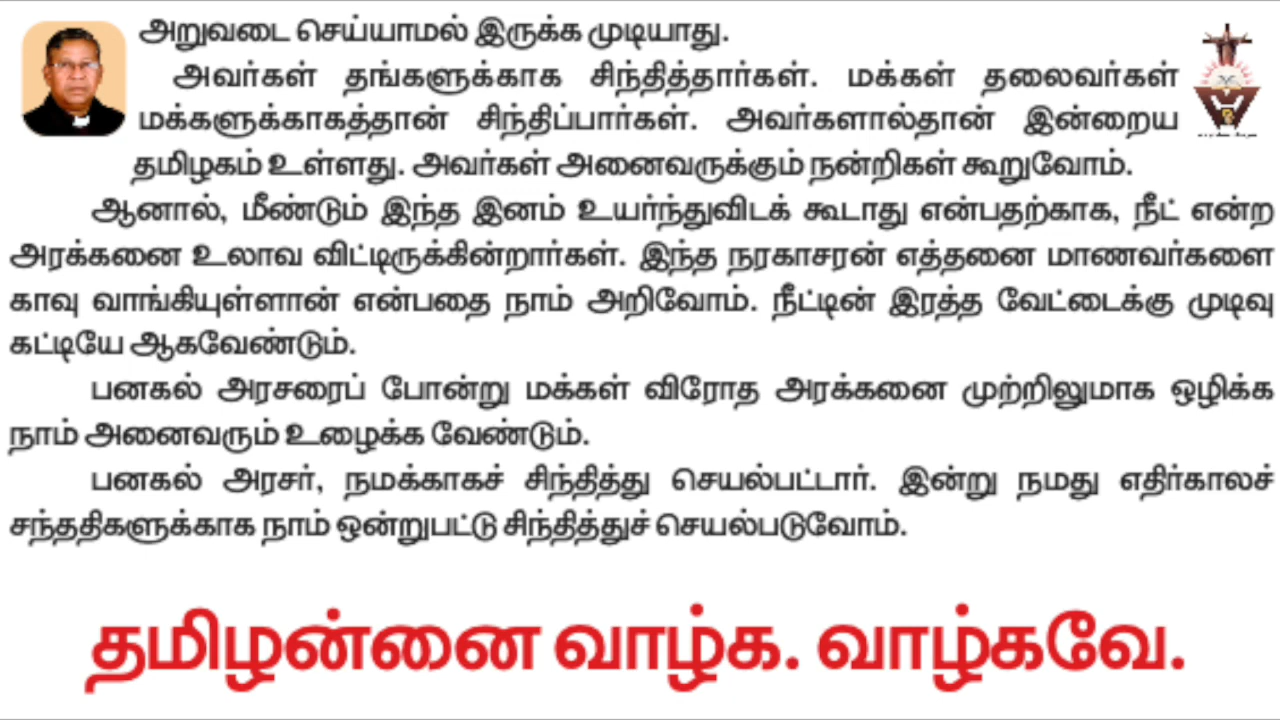 அறுவடை செய்யாமல் இருக்க முடியாது.
அவர்கள் தங்களுக்காக சிந்தித்தார்கள். மக்கள் தலைவர்கள்
மக்களுக்காகத்தான் சிந்திப்பார்கள். அவர்களால்தான் இன்றைய
தமிழகம் உள்ளது. அவர்கள் அனைவருக்கும் நன்றிகள் கூறுவோம்.
ஆனால், மீண்டும் இந்த இனம் உயர்ந்துவிடக் கூடாது என்பதற்காக, நீட் என்ற
அரக்கனை உலாவ விட்டிருக்கின்றார்கள். இந்த நரகாசரன் எத்தனை மாணவர்களை
காவு வாங்கியுள்ளான் என்பதை நாம் அறிவோம். நீட்டின் இரத்த வேட்டைக்கு முடிவு
கட்டியே ஆகவேண்டும்.
பனகல் அரசரைப் போன்று மக்கள் விரோத அரக்கனை முற்றிலுமாக ஒழிக்க
நாம் அனைவரும் உழைக்க வேண்டும்.
பனகல் அரசர், நமக்காகச் சிந்தித்து செயல்பட்டார். இன்று நமது எதிர்காலச்
சந்ததிகளுக்காக நாம் ஒன்றுபட்டு சிந்தித்துச் செயல்படுவோம்.
தமிழன்னை வாழ்க. வாழ்கவே.